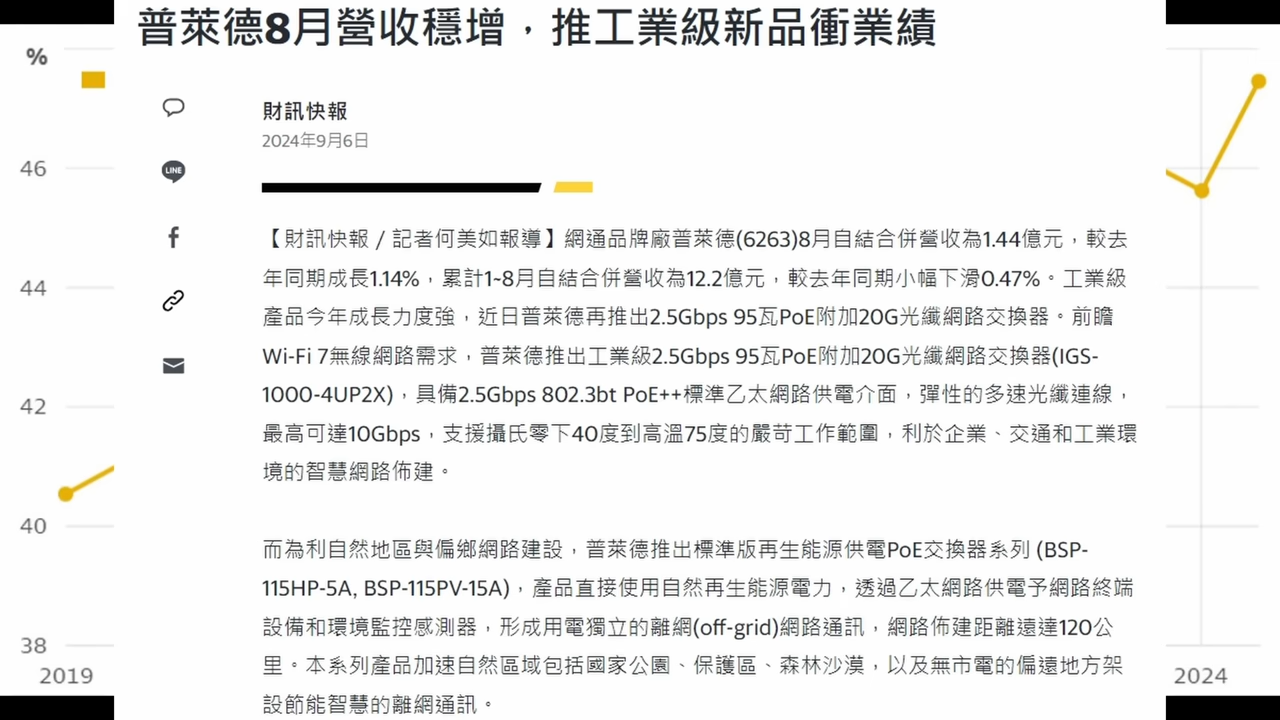 普萊德8月營收穩增，推工業級新品衝業績
%
46
44
42
40
38
2019
2024
LINE
財訊快報
2024年9月6日
【財訊快報／記者何美如報導】網通品牌廠普萊德(6263)8月自結合併營收為1.44億元，較去
年同期成長1.14%，累計1~8月自結合併營收為12.2億元，較去年同期小幅下滑0.47%。工業級
產品今年成長力度強，近日普萊德再推出2.5Gbps 95瓦PoE附加20G光纖網路交換器。前瞻
Wi-Fi 7無線網路需求，普萊德推出工業級2.5Gbps 95瓦PoE附加20G光纖網路交換器(IGS-
1000-4UP2X)，具備2.5Gbps 802.3bt PoE++標準乙太網路供電介面，彈性的多速光纖連線，
最高可達10Gbps，支援攝氏零下40度到高溫75度的嚴苛工作範圍，利於企業、交通和工業環
境的智慧網路佈建。
而為利自然地區與偏鄉網路建設，普萊德推出標準版再生能源供電PoE交換器系列 (BSP-
115HP-5A, BSP-115PV-15A)，產品直接使用自然再生能源電力，透過乙太網路供電予網路終端
設備和環境監控感測器，形成用電獨立的離網(off-grid)網路通訊，網路佈建距離遠達120公
里。本系列產品加速自然區域包括國家公園、保護區、森林沙漠，以及無市電的偏遠地方架
設節能智慧的離網通訊。